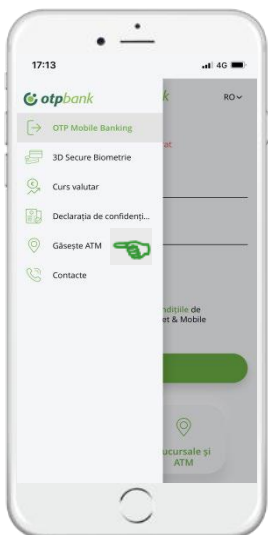 17:13
4G
otpbank
RO
OTP Mobile Banking
3D Secure Biometrie
Curs valutar
Declarația de confidenți...
Găsește ATM
Contacte
k
at
ndițiile de
et & Mobile
ucursale și
ATM